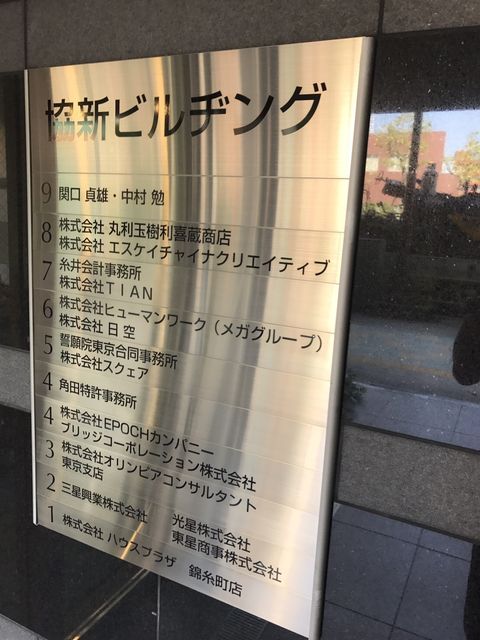 協新ビルヂング
9 関口 貞雄・中村 勉
8 株式会社 丸利玉樹利喜蔵商店
株式会社 エスケイチャイナクリエイティブ
7 糸井会計事務所
株式会社TIAN
6 株式会社ヒューマンワーク（メガグループ）
株式会社 日 空
5 誓願院東京合同事務所
株式会社スクェア
4 角田特許事務所
4 株式会社EPOCHカンパニー
ブリッジコーポレーション株式会社
3 株式会社オリンピアコンサルタント
東京支店
2 三星興業株式会社 光星株式会社
東星商事株式会社
1 株式会社 ハウスプラザ 錦糸町店